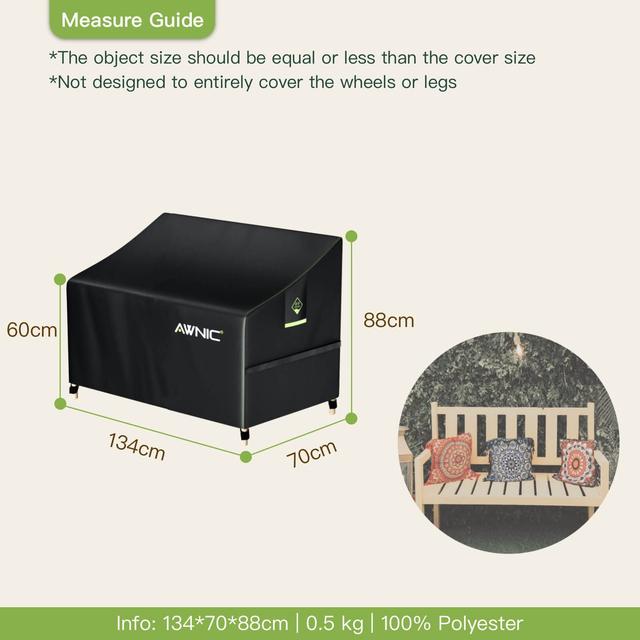 Measure Guide
*The object size should be equal or less than the cover size
*Not designed to entirely cover the wheels or legs
60cm
AWNIC
88cm
134cm
70cm
Info: 134*70*88cm | 0.5 kg | 100% Polyester